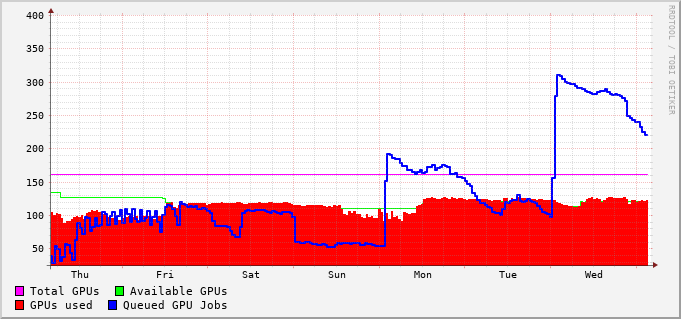 400
350
300
250
200
150
100
50
Thu Fri Sat Sun Mon Tue Wed
Total GPUs Available GPUs
GPUs used Queued GPU Jobs
RRDTOOL / TOBI OETIKER